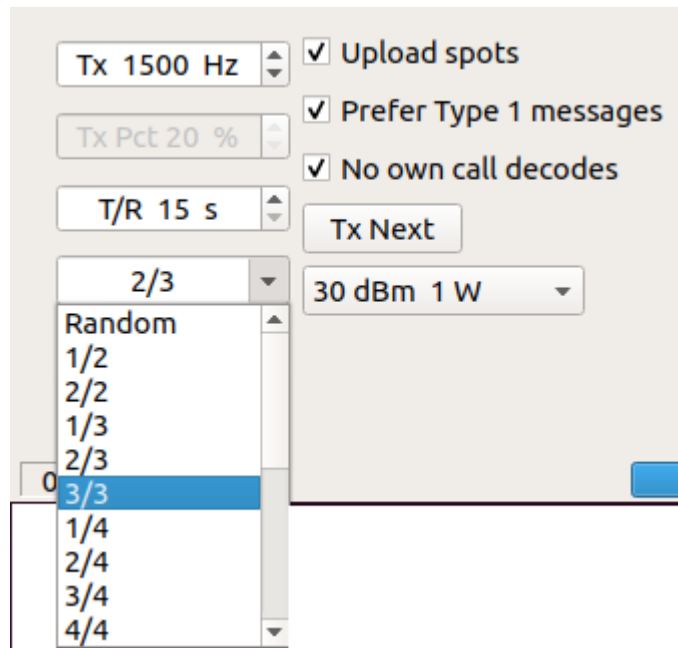 Tx 1500 Hz
Upload spots
Tx Pct 20 %
Prefer Type 1 messages
T/R 15 s
No own call decodes
Tx Next
2/3
30 dBm 1 W
Random
1/2
2/2
1/3
2/3
3/3
1/4
2/4
3/4
4/4